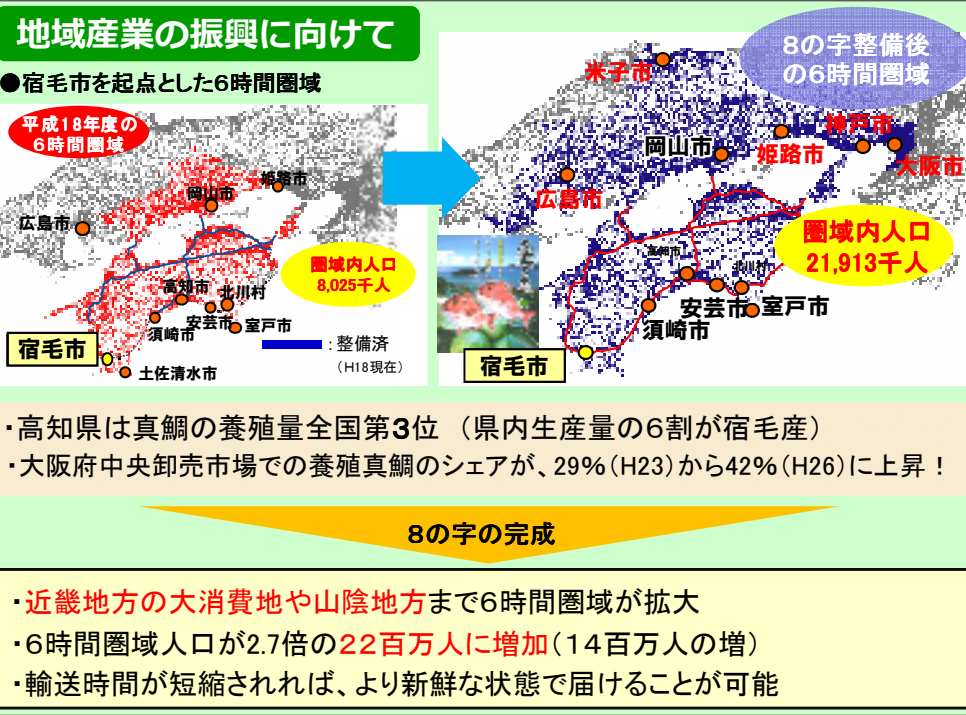 地域産業の振興に向けて
●宿毛市を起点とした6時間圏域
平成18年度の
6時間圏域
広島市
岡山市
姫路市
圏域内人口
8,025千人
高知市
北川村
安芸市
室戸市
須崎市
宿毛市
土佐清水市
：整備済
（H18現在）
8の字整備後
の6時間圏域
米子市
岡山市
姫路市
神戸市
大阪市
広島市
圏域内人口
21,913千人
高知市
北川村
安芸市
室戸市
須崎市
宿毛市
・高知県は真鯛の養殖量全国第3位 （県内生産量の６割が宿毛産）
・大阪府中央卸売市場での養殖真鯛のシェアが、29%（H23）から42%（H26）に上昇！
8の字の完成
・近畿地方の大消費地や山陰地方まで6時間圏域が拡大
・６時間圏域人口が2.7倍の２２百万人に増加（１４百万人の増）
・輸送時間が短縮されれば、より新鮮な状態で届けることが可能